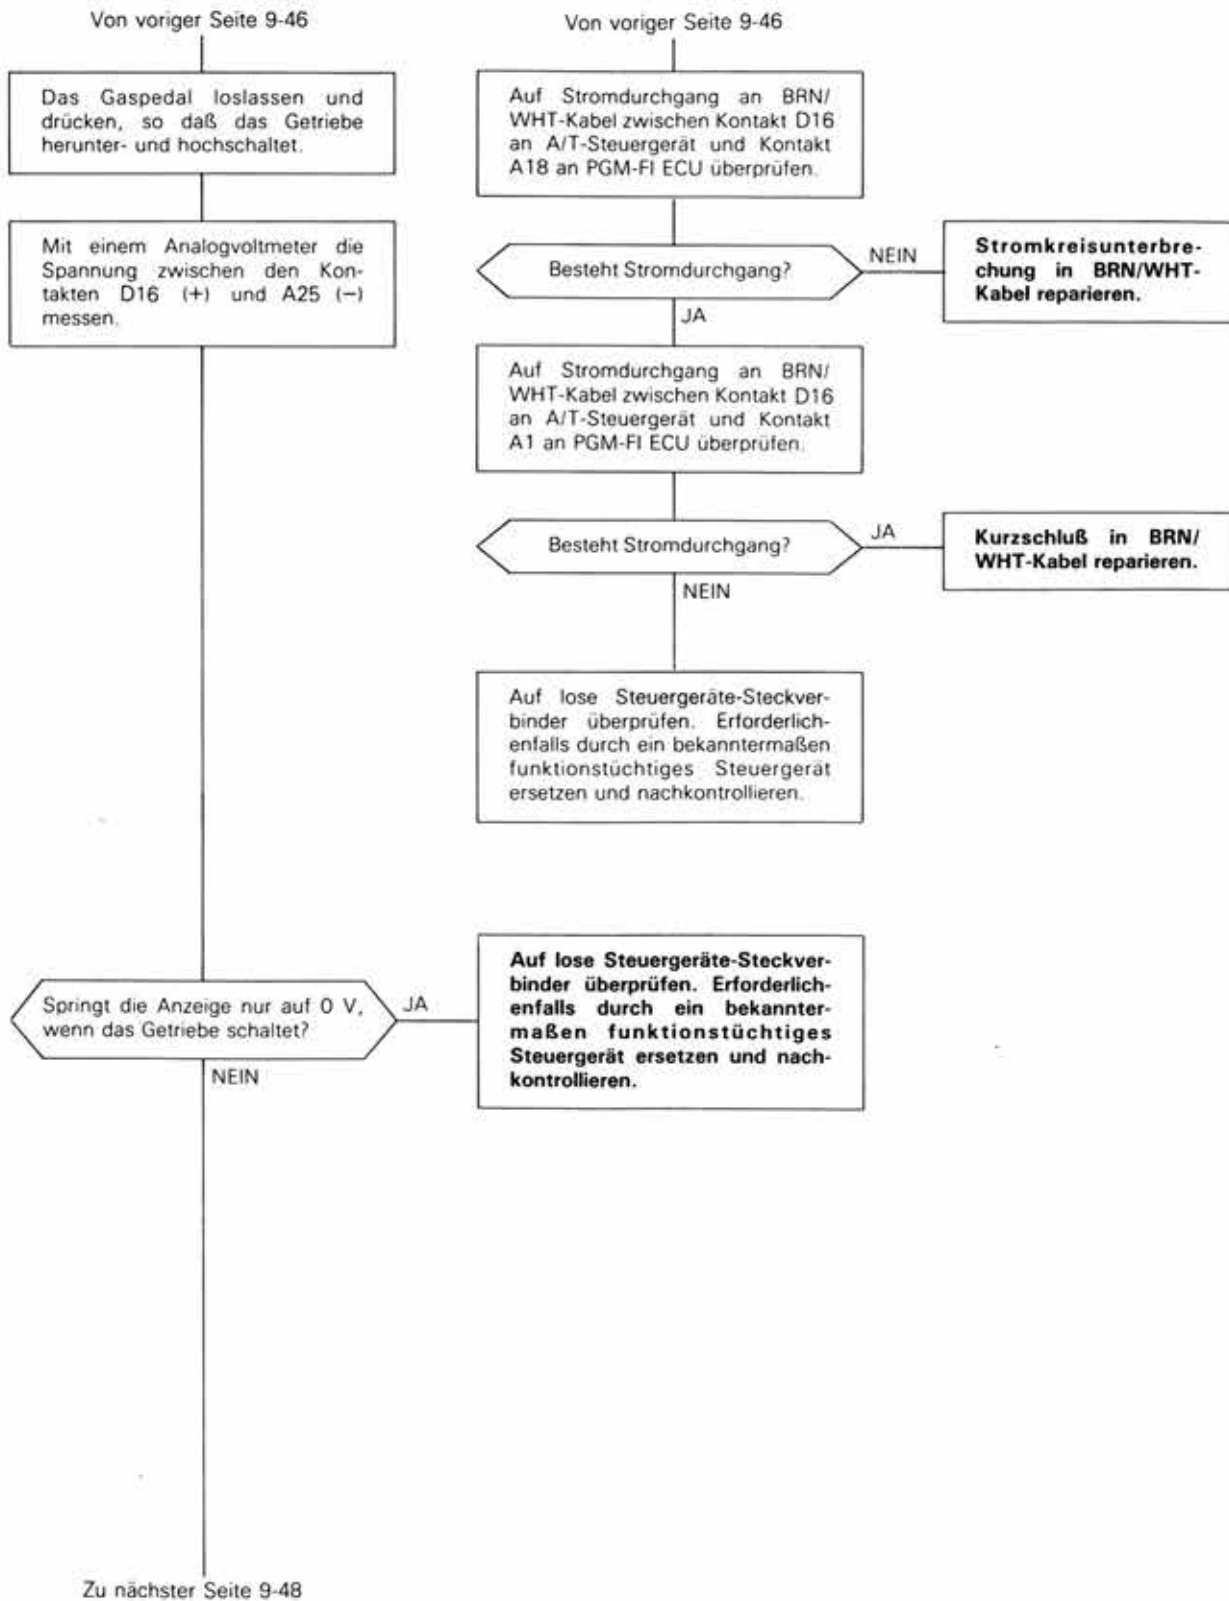 Von voriger Seite 9-46
Das Gaspedal loslassen und
drücken, so daß das Getriebe
herunter- und hochschaltet.
Mit einem Analogvoltmeter die
Spannung zwischen den Kon-
takten D16 (+) und A25 (−)
messen.
Von voriger Seite 9-46
Auf Stromdurchgang an BRN/
WHT-Kabel zwischen Kontakt D16
an A/T-Steuergerät und Kontakt
A18 an PGM-FI ECU überprüfen.
Besteht Stromdurchgang?
NEIN
Stromkreisunterbre-
chung in BRN/WHT-
Kabel reparieren.
JA
Auf Stromdurchgang an BRN/
WHT-Kabel zwischen Kontakt D16
an A/T-Steuergerät und Kontakt
A1 an PGM-FI ECU überprüfen.
Besteht Stromdurchgang?
JA
Kurzschluß in BRN/
WHT-Kabel reparieren.
NEIN
Auf lose Steuergeräte-Steckver-
binder überprüfen. Erforderlich-
enfalls durch ein bekanntermaßen
funktionstüchtiges Steuergerät
ersetzen und nachkontrollieren.
Springt die Anzeige nur auf 0 V,
wenn das Getriebe schaltet?
JA
Auf lose Steuergeräte-Steckver-
binder überprüfen. Erforderlich-
enfalls durch ein bekannter-
maßen funktionstüchtiges
Steuergerät ersetzen und nach-
kontrollieren.
NEIN
Zu nächster Seite 9-48